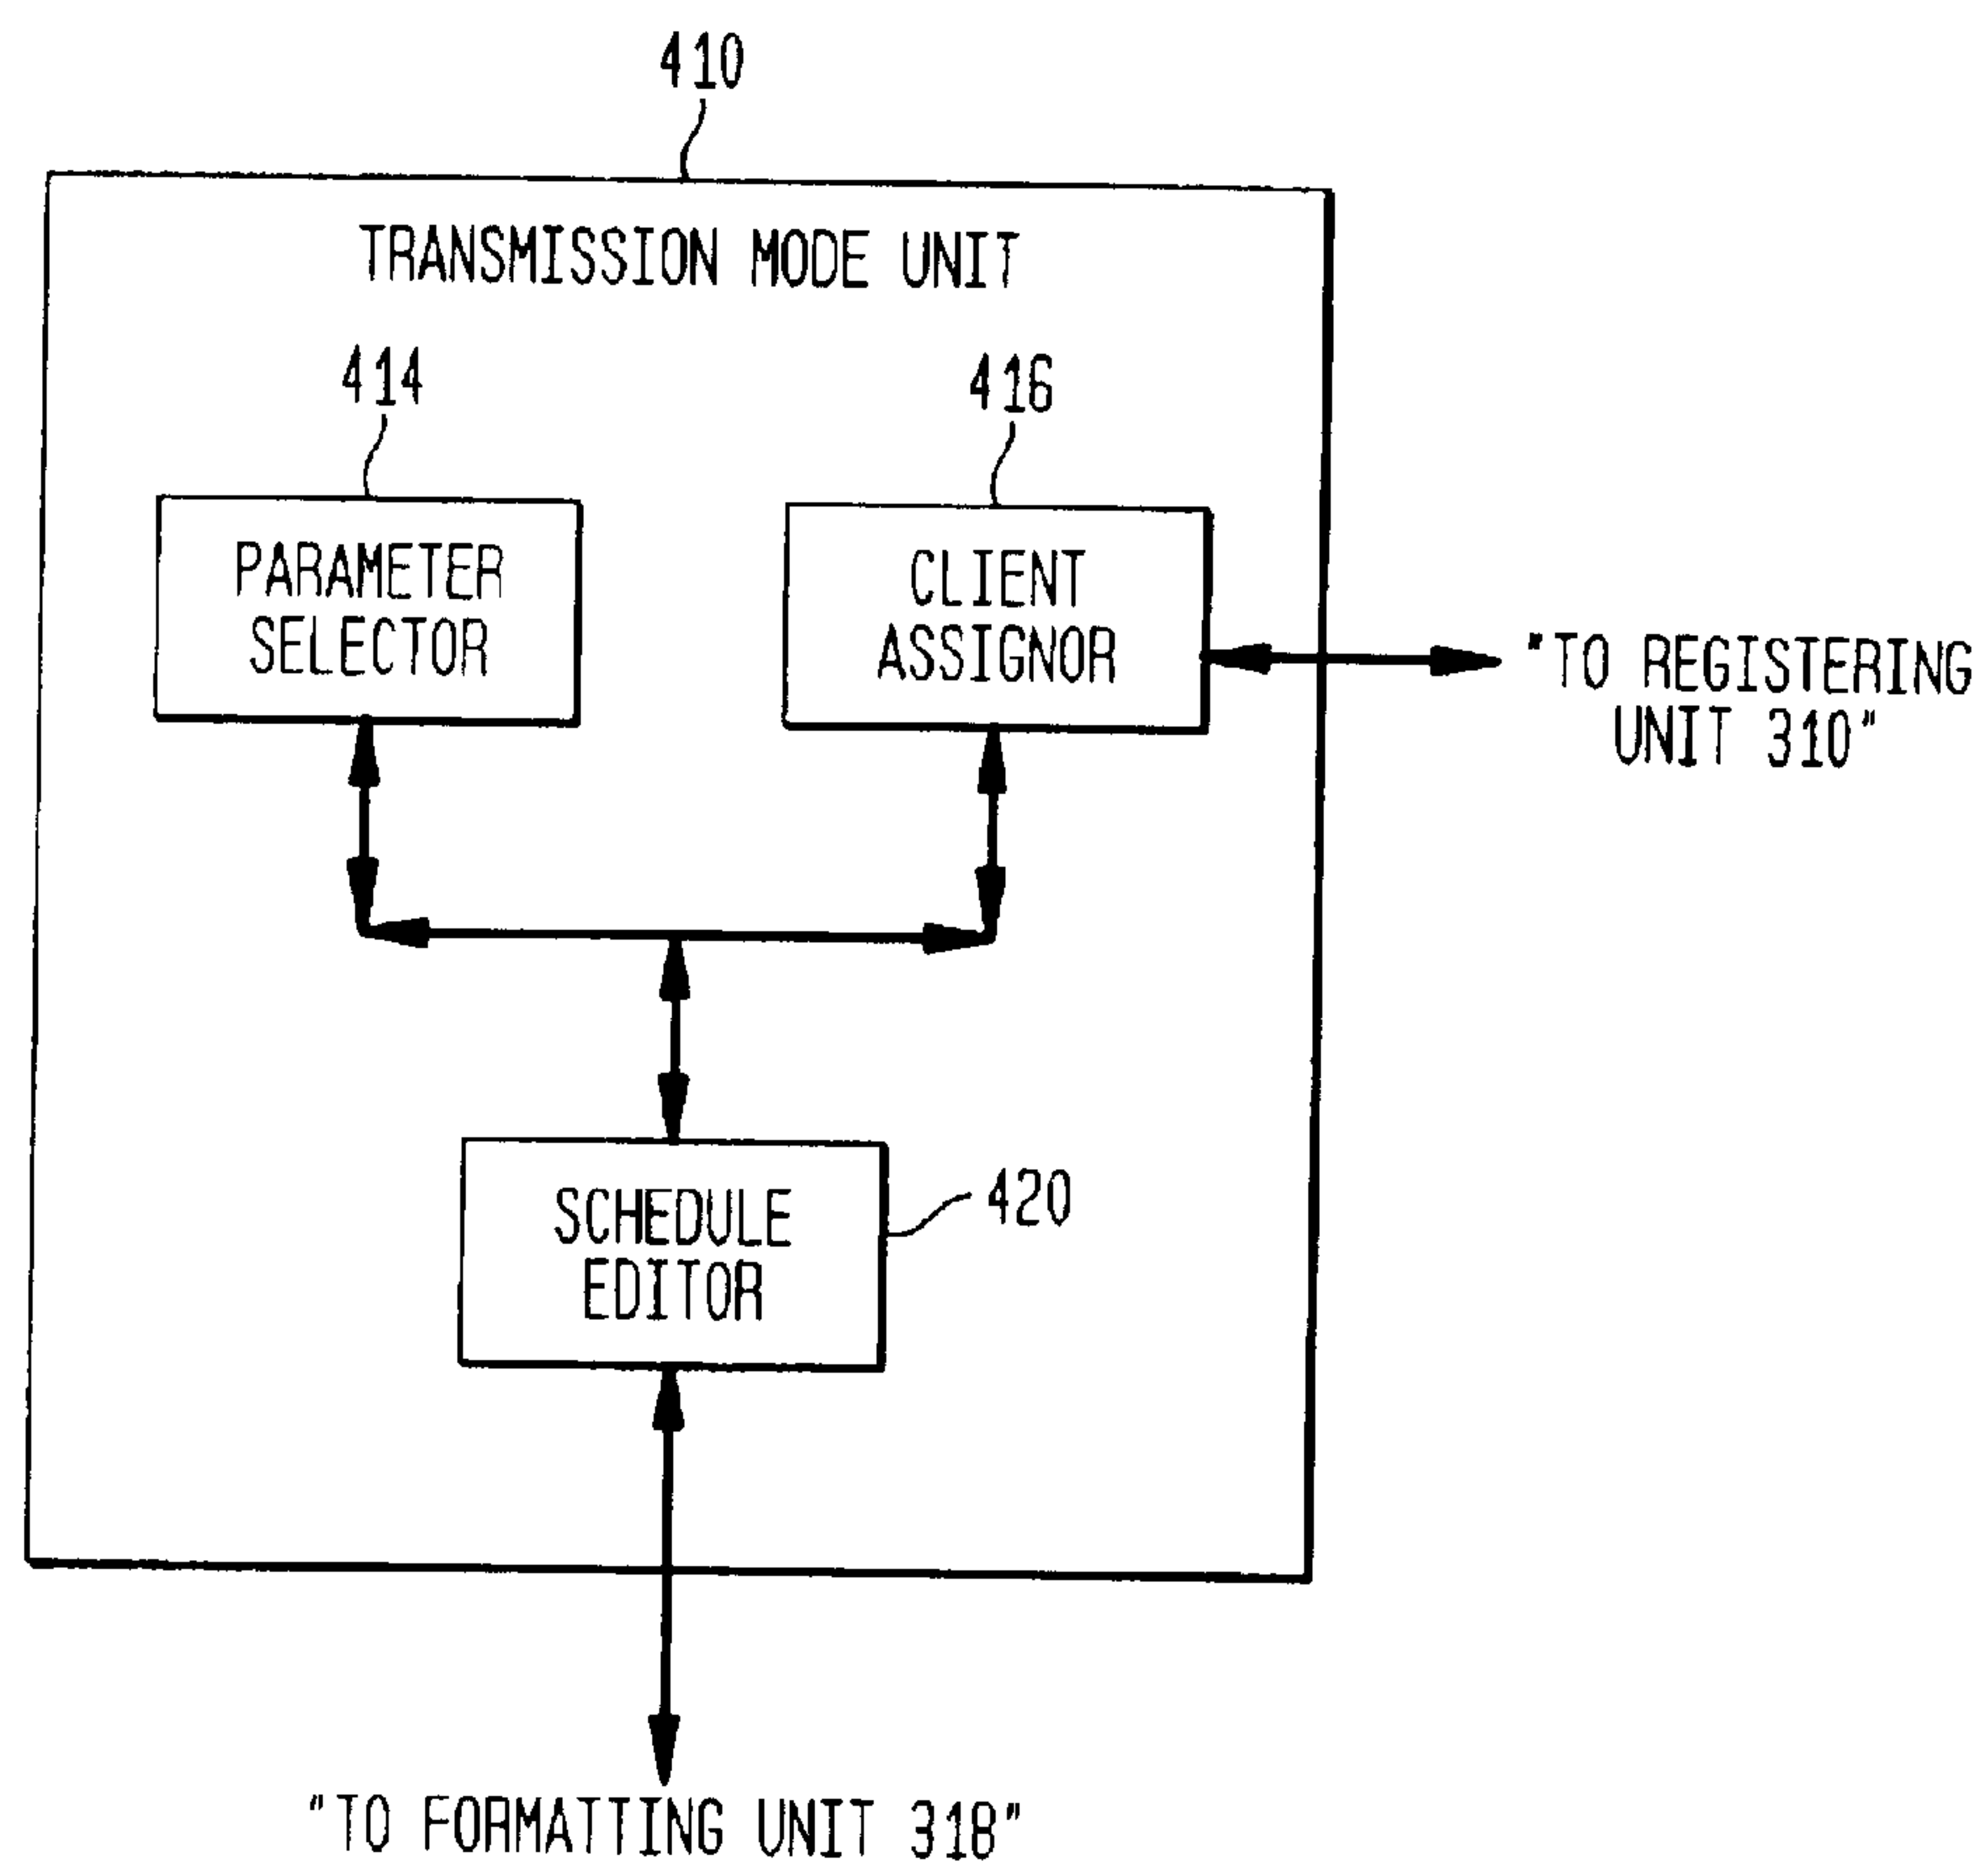 410
TRANSMISSION MODE UNIT
414
416
PARAMETER
SELECTOR
CLIENT
ASSIGNOR
"TO REGISTERING
UNIT 310"
SCHEDULE
EDITOR
420
"TO FORMATTING UNIT 318"